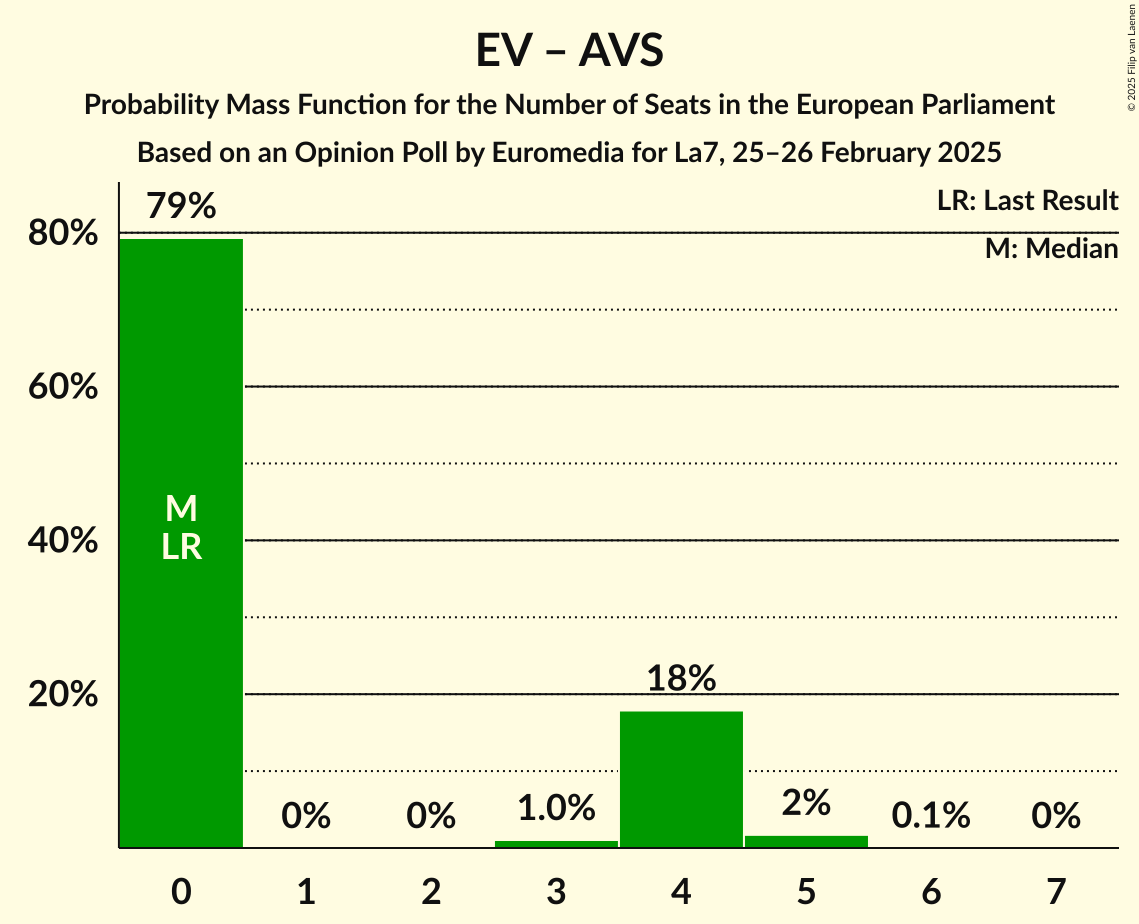 EV – AVS
Probability Mass Function for the Number of Seats in the European Parliament
Based on an Opinion Poll by Euromedia for La7, 25–26 February 2025
© 2025 Filip van Laenen
LR: Last Result
M: Median
80%
60%
40%
20%
79%
M
LR
0%
0%
1.0%
18%
2%
0.1%
0%
0 1 2 3 4 5 6 7